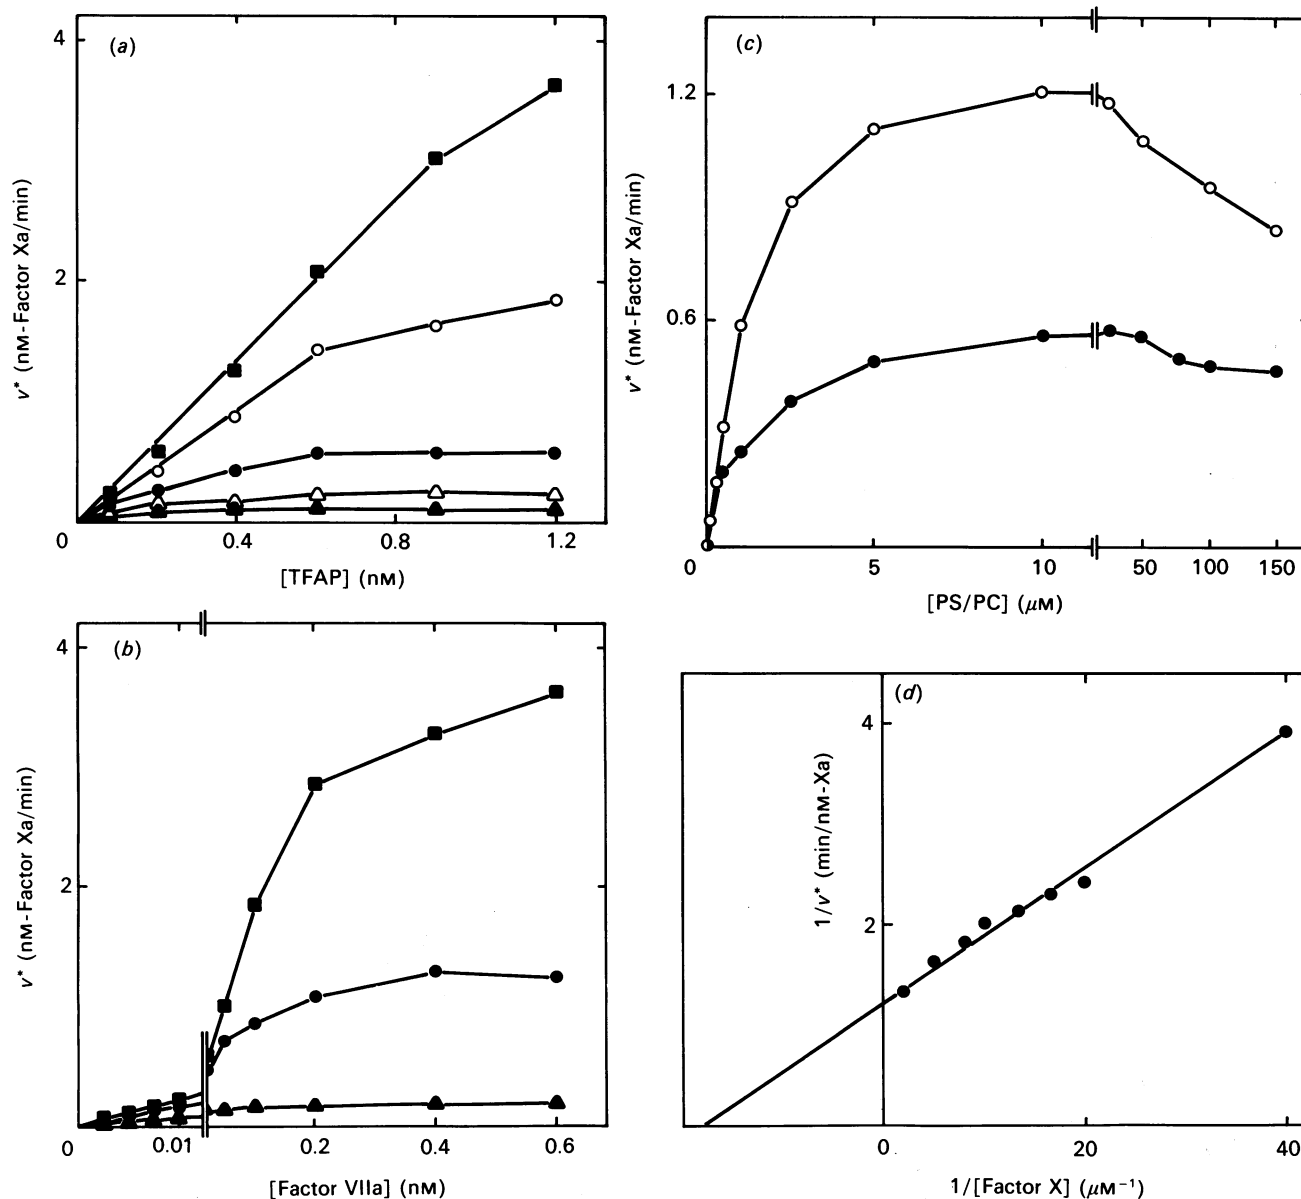 (a)
4
2
0
0.4
0.8
1.2
v* (nM-Factor Xa/min)
[TFAP] (nM)
(c)
1.2
0.6
0
5
10
50
100
150
v* (nM-Factor Xa/min)
[PS/PC] (μM)
(b)
4
2
0
0.01
0.2
0.4
0.6
v* (nM-Factor Xa/min)
[Factor VIIa] (nM)
(d)
4
2
0
20
40
1/v* (min/nM-Xa)
1/[Factor X] (μM⁻¹)